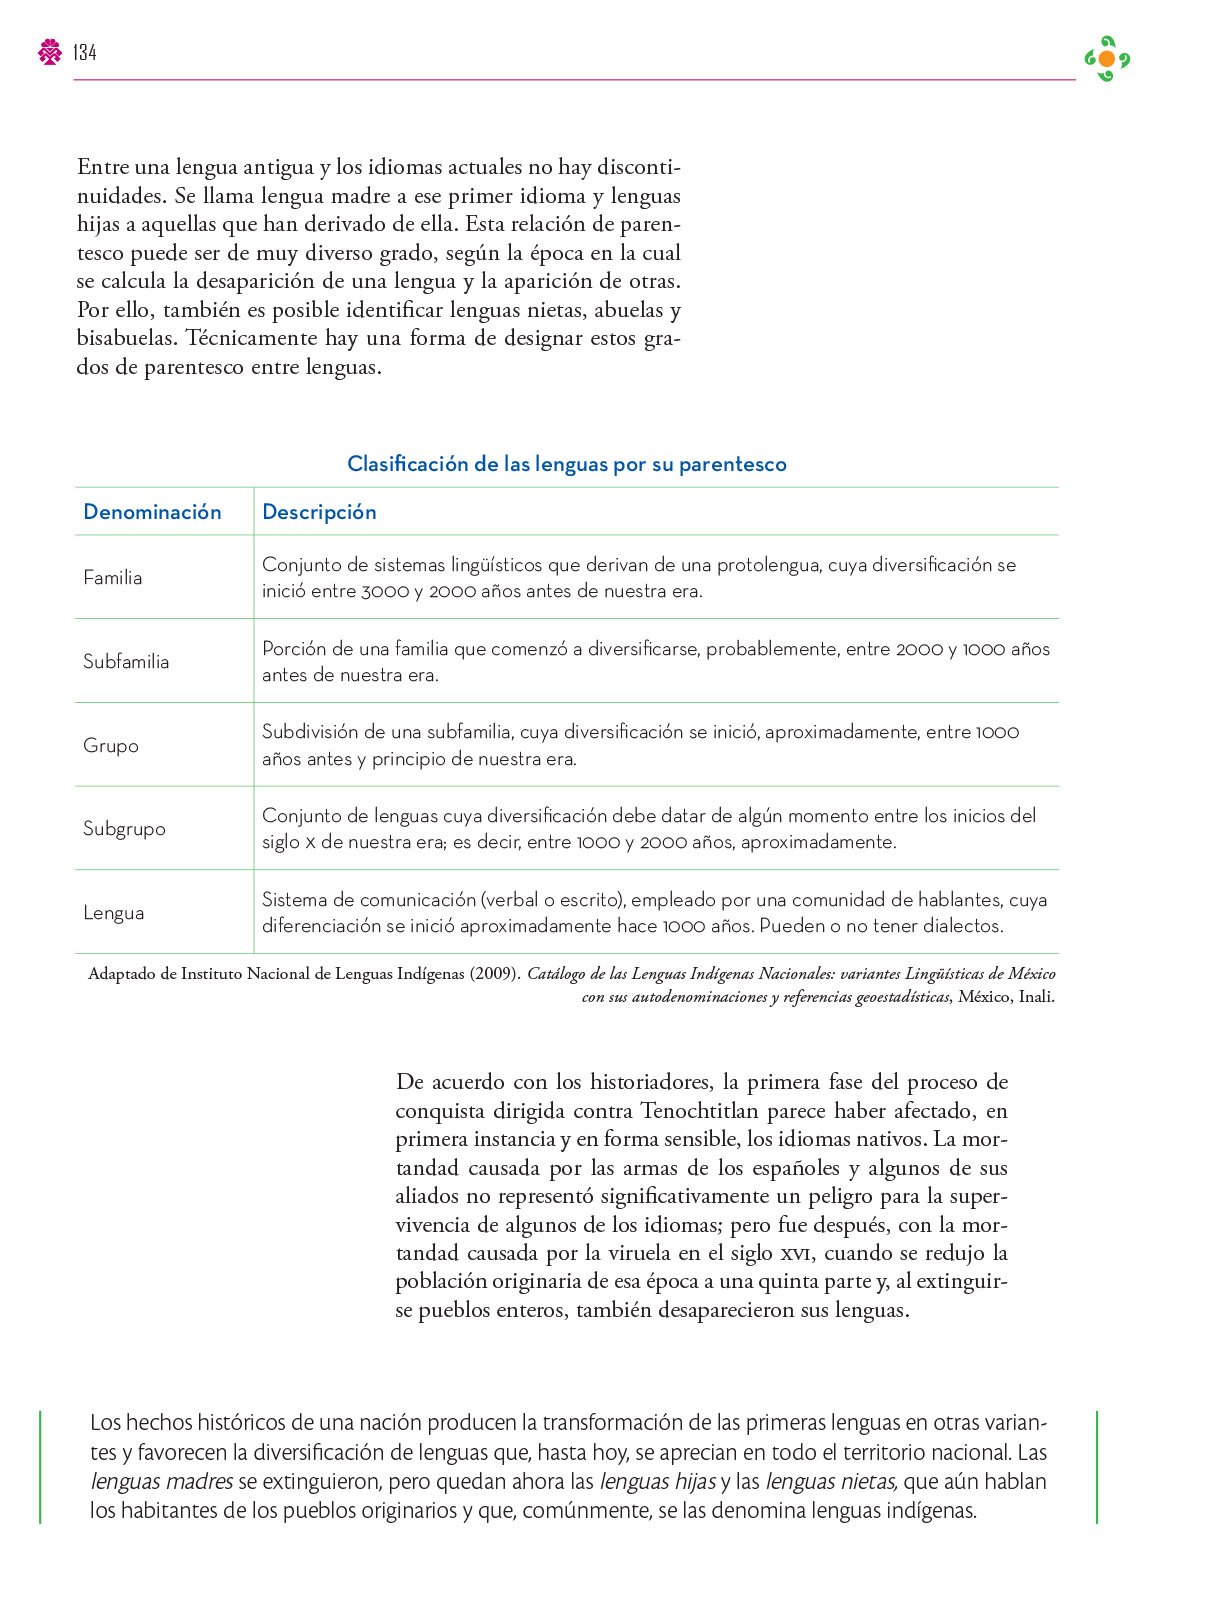 134
Entre una lengua antigua y los idiomas actuales no hay disconti-
nuidades. Se llama lengua madre a ese primer idioma y lenguas
hijas a aquellas que han derivado de ella. Esta relación de paren-
tesco puede ser de muy diverso grado, según la época en la cual
se calcula la desaparición de una lengua y la aparición de otras.
Por ello, también es posible identificar lenguas nietas, abuelas y
bisabuelas. Técnicamente hay una forma de designar estos gra-
dos de parentesco entre lenguas.
Clasificación de las lenguas por su parentesco
Denominación Descripción
Familia
Conjunto de sistemas lingüísticos que derivan de una protolengua, cuya diversificación se
inició entre 3000 y 2000 años antes de nuestra era.
Subfamilia
Porción de una familia que comenzó a diversificarse, probablemente, entre 2000 y 1000 años
antes de nuestra era.
Grupo
Subdivisión de una subfamilia, cuya diversificación se inició, aproximadamente, entre 1000
años antes y principio de nuestra era.
Subgrupo
Conjunto de lenguas cuya diversificación debe datar de algún momento entre los inicios del
siglo X de nuestra era; es decir, entre 1000 y 2000 años, aproximadamente.
Lengua
Sistema de comunicación (verbal o escrito), empleado por una comunidad de hablantes, cuya
diferenciación se inició aproximadamente hace 1000 años. Pueden o no tener dialectos.
Adaptado de Instituto Nacional de Lenguas Indígenas (2009). Catálogo de las Lenguas Indígenas Nacionales: variantes Lingüísticas de México
con sus autodenominaciones y referencias geoestadísticas, México, Inali.
De acuerdo con los historiadores, la primera fase del proceso de
conquista dirigida contra Tenochtitlan parece haber afectado, en
primera instancia y en forma sensible, los idiomas nativos. La mor-
tandad causada por las armas de los españoles y algunos de sus
aliados no representó significativamente un peligro para la super-
vivencia de algunos de los idiomas; pero fue después, con la mor-
tandad causada por la viruela en el siglo XVI, cuando se redujo la
población originaria de esa época a una quinta parte y, al extinguir-
se pueblos enteros, también desaparecieron sus lenguas.
Los hechos históricos de una nación producen la transformación de las primeras lenguas en otras varian-
tes y favorecen la diversificación de lenguas que, hasta hoy, se aprecian en todo el territorio nacional. Las
lenguas madres se extinguieron, pero quedan ahora las lenguas hijas y las lenguas nietas, que aún hablan
los habitantes de los pueblos originarios y que, comúnmente, se las denomina lenguas indígenas.